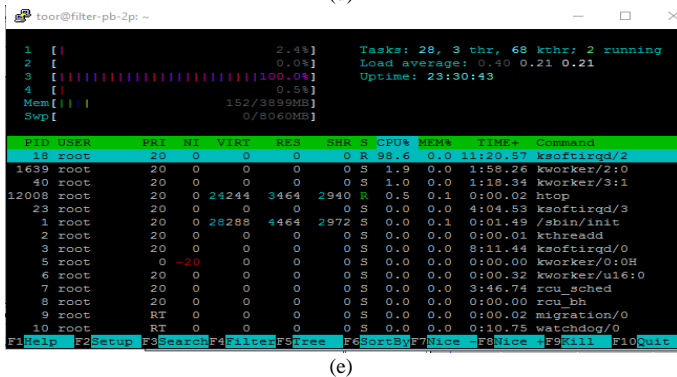 toor@filter-pb-2p: ~
1 [| 2.4%] Tasks: 28, 3 thr, 68 kthr; 2 running
2 [ 0.0%] Load average: 0.40 0.21 0.21
3 [||||||||||||||||||||||||100.0%] Uptime: 23:30:43
4 [| 0.5%]
Mem[|||| 152/3899MB]
Swp[ 0/8060MB]
PID USER PRI NI VIRT RES SHR S CPU% MEM% TIME+ Command
18 root 20 0 0 0 0 R 98.6 0.0 11:20.57 ksoftirqd/2
1639 root 20 0 0 0 0 S 1.9 0.0 1:58.26 kworker/2:0
40 root 20 0 0 0 0 S 1.0 0.0 1:18.34 kworker/3:1
12008 root 20 0 24244 3464 2940 R 0.5 0.1 0:00.02 htop
23 root 20 0 0 0 0 S 0.0 0.0 4:04.53 ksoftirqd/3
1 root 20 0 28288 4464 2972 S 0.0 0.1 0:01.49 /sbin/init
2 root 20 0 0 0 0 S 0.0 0.0 0:00.01 kthreadd
3 root 20 0 0 0 0 S 0.0 0.0 8:11.44 ksoftirqd/0
5 root 0 -20 0 0 0 S 0.0 0.0 0:00.00 kworker/0:0H
6 root 20 0 0 0 0 S 0.0 0.0 0:00.32 kworker/u16:0
7 root 20 0 0 0 0 S 0.0 0.0 3:46.74 rcu_sched
8 root 20 0 0 0 0 S 0.0 0.0 0:00.00 rcu_bh
9 root RT 0 0 0 0 S 0.0 0.0 0:00.02 migration/0
10 root RT 0 0 0 0 S 0.0 0.0 0:10.75 watchdog/0
F1Help F2Setup F3SearchF4FilterF5Tree F6SortByF7Nice -F8Nice +F9Kill F10Quit
(e)